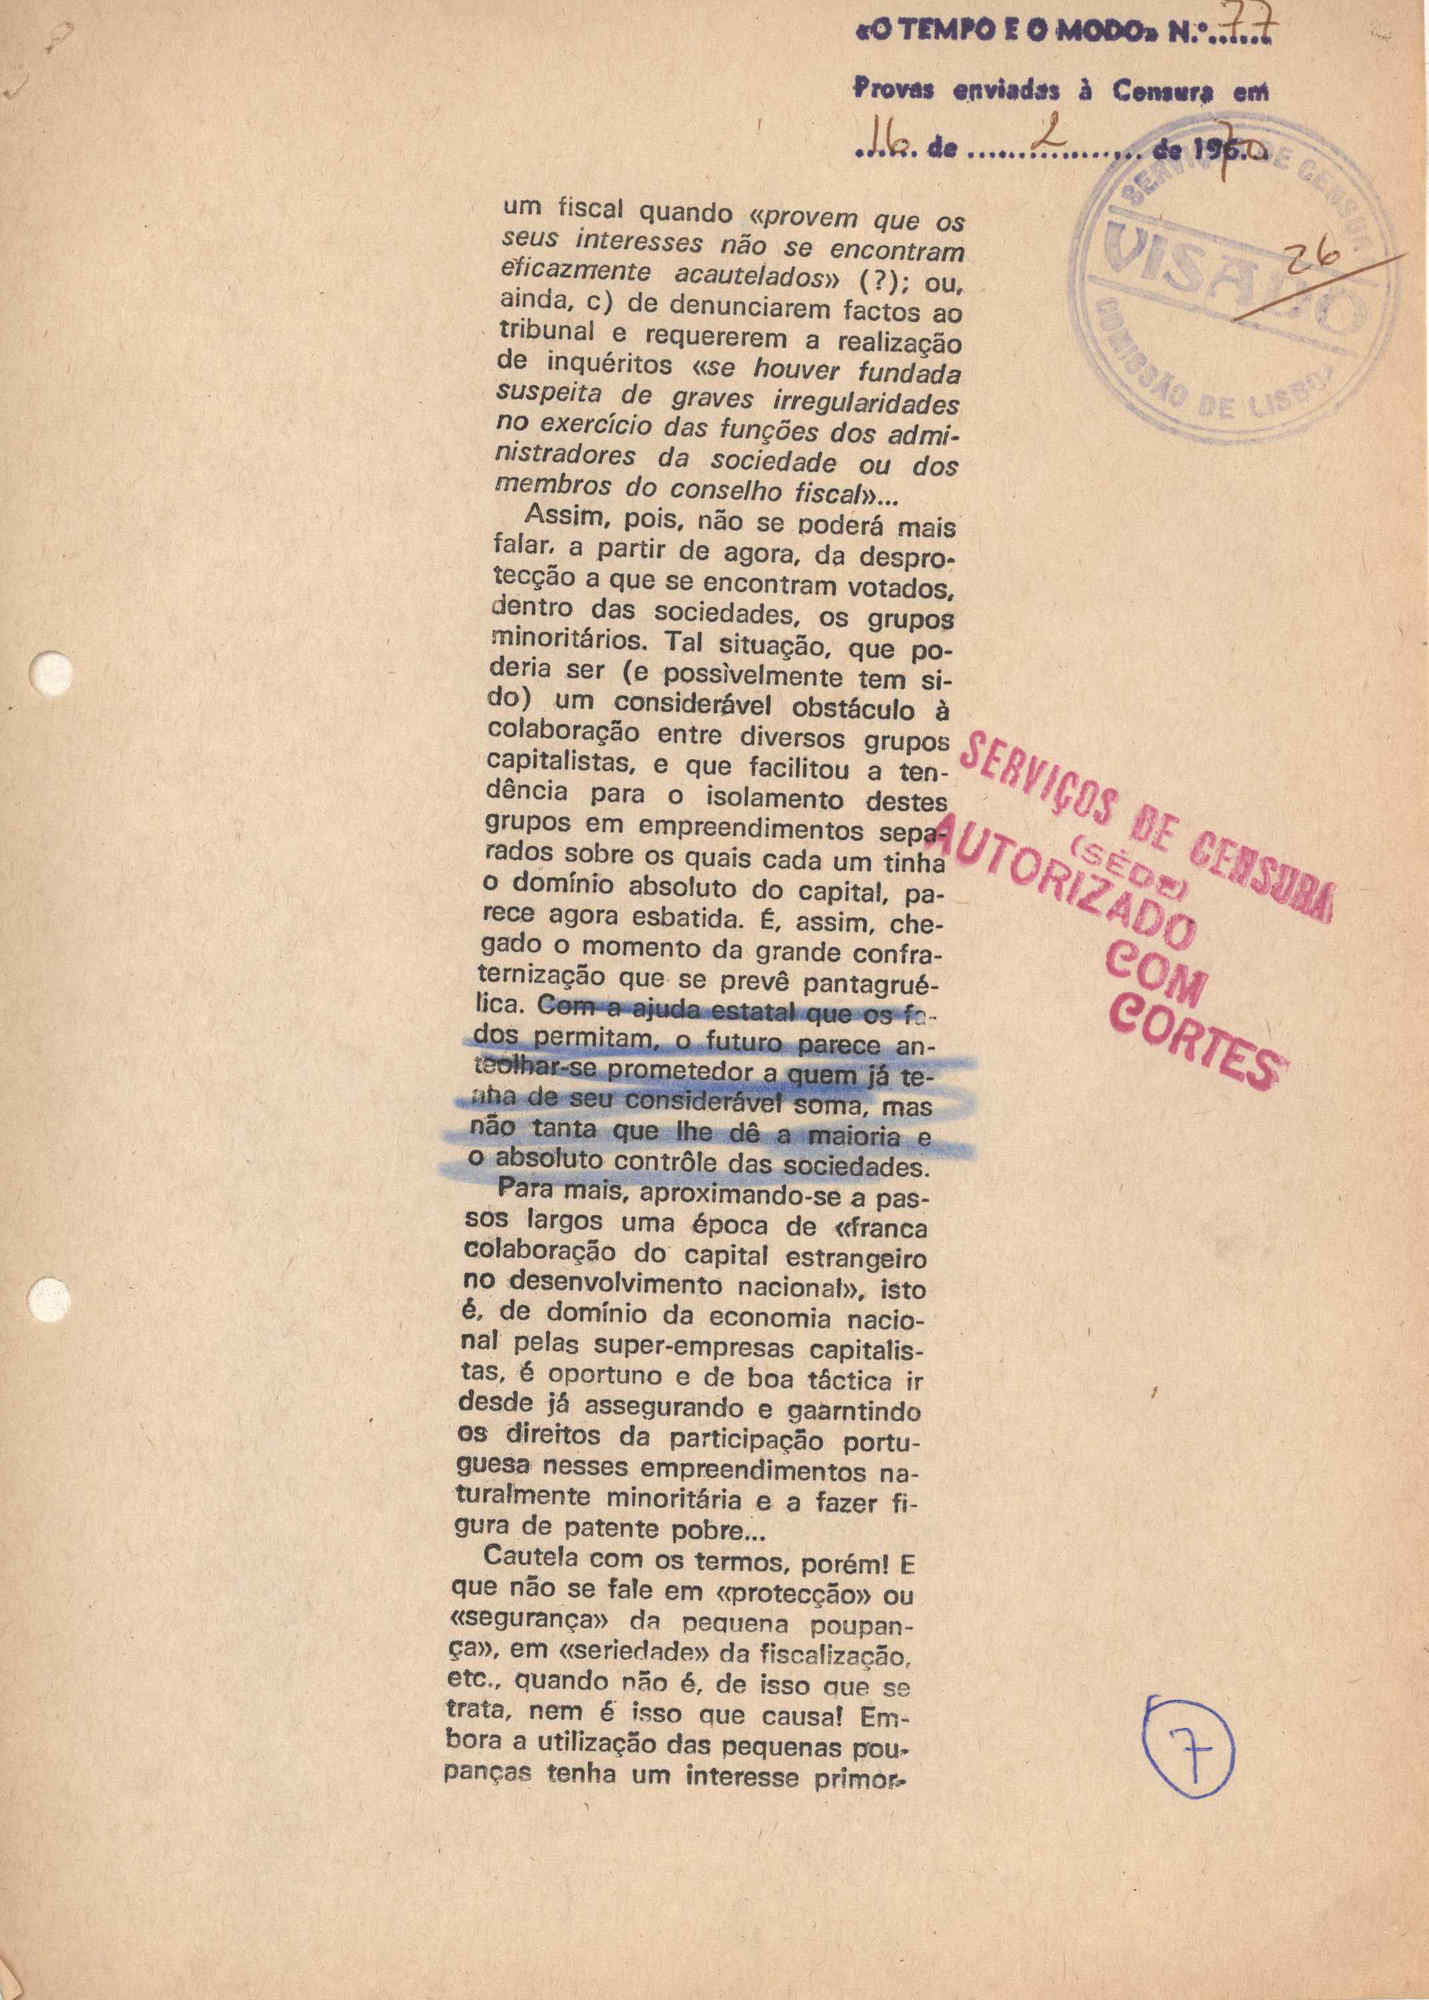 «O TEMPO E O MODO» N.º 77
Provas enviadas à Censura em
16 de 2 de 1970
SERVIÇOS DE CENSURA
VISADO
COMISSÃO DE LISBOA
26
um fiscal quando «provem que os
seus interesses não se encontram
eficazmente acautelados» (?); ou,
ainda, c) de denunciarem factos ao
tribunal e requererem a realização
de inquéritos «se houver fundada
suspeita de graves irregularidades
no exercício das funções dos admi-
nistradores da sociedade ou dos
membros do conselho fiscal»...
Assim, pois, não se poderá mais
falar, a partir de agora, da despro-
tecção a que se encontram votados,
dentro das sociedades, os grupos
minoritários. Tal situação, que po-
deria ser (e possìvelmente tem si-
do) um considerável obstáculo à
colaboração entre diversos grupos
capitalistas, e que facilitou a ten-
dência para o isolamento destes
grupos em empreendimentos sepa-
rados sobre os quais cada um tinha
o domínio absoluto do capital, pa-
rece agora esbatida. É, assim, che-
gado o momento da grande confra-
ternização que se prevê pantagrué-
lica. Com a ajuda estatal que os fa-
dos permitam, o futuro parece an-
teolhar-se prometedor a quem já te-
nha de seu considerável soma, mas
não tanta que lhe dê a maioria e
o absoluto contrôle das sociedades.
Para mais, aproximando-se a pas-
sos largos uma época de «franca
colaboração do capital estrangeiro
no desenvolvimento nacional», isto
é, de domínio da economia nacio-
nal pelas super-empresas capitalis-
tas, é oportuno e de boa táctica ir
desde já assegurando e gaarntindo
os direitos da participação portu-
guesa nesses empreendimentos na-
turalmente minoritária e a fazer fi-
gura de patente pobre...
Cautela com os termos, porém! E
que não se fale em «protecção» ou
«segurança» da pequena poupan-
ça», em «seriedade» da fiscalização,
etc., quando não é, de isso que se
trata, nem é isso que causa! Em-
bora a utilização das pequenas pou-
panças tenha um interesse primor-
SERVIÇOS DE CENSURA
(SÉDE)
AUTORIZADO
COM
CORTES
7